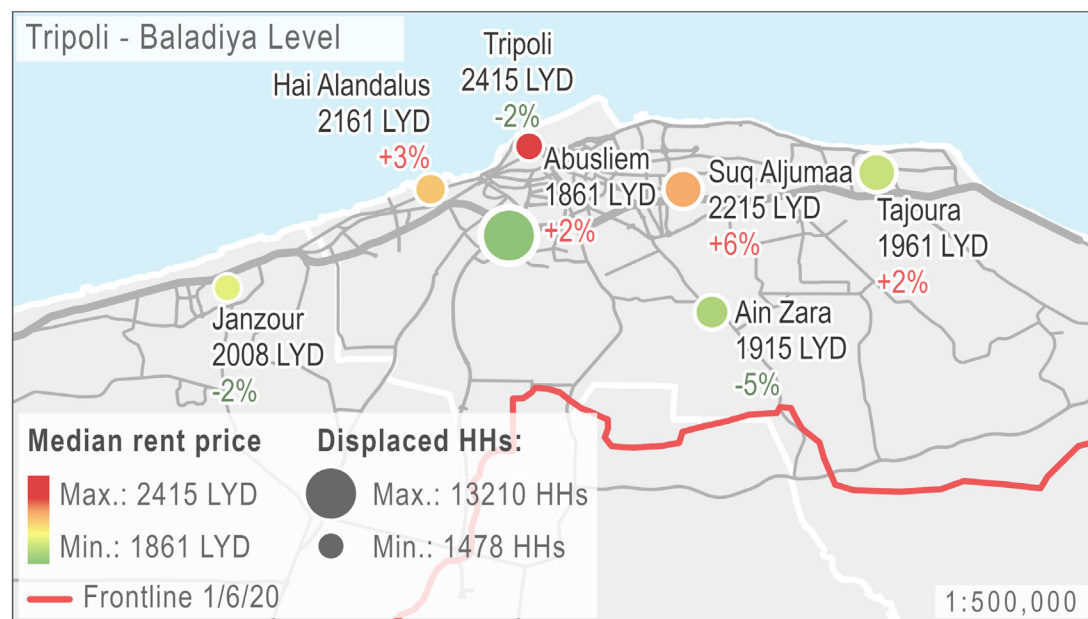 Tripoli - Baladiya Level
Tripoli
2415 LYD
-2%
Hai Alandalus
2161 LYD
+3%
Abusliem
1861 LYD
+2%
Suq Aljumaa
2215 LYD
+6%
Tajoura
1961 LYD
+2%
Janzour
2008 LYD
-2%
Ain Zara
1915 LYD
-5%
Median rent price
Max.: 2415 LYD
Min.: 1861 LYD
Displaced HHs:
Max.: 13210 HHs
Min.: 1478 HHs
Frontline 1/6/20
1:500,000